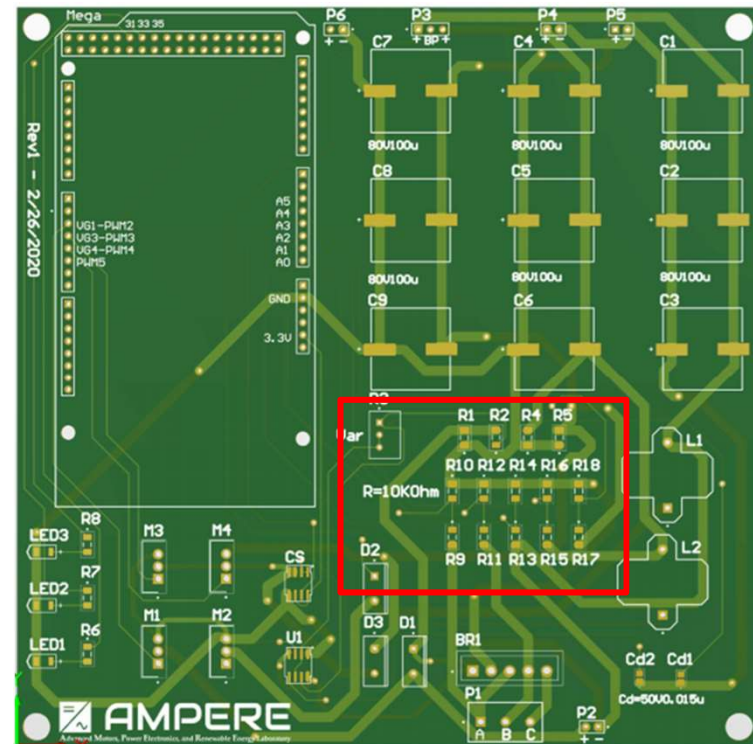 Mega
31 33 35
P6
+ -
P3
+ BP +
P4
+ -
P5
+ -
C7
C4
C1
80V100u
80V100u
80V100u
Rev1 - 2/26/2020
C8
C5
C2
A5
A4
A3
A2
A1
A0
VG1-PWM2
VG3-PWM3
VG4-PWM4
PWM5
80V100u
80V100u
80V100u
GND
3.3V
C9
C6
C3
Var
R1 R2 R4 R5
R10 R12 R14 R16 R18
R=10KOhm
R9 R11 R13 R15 R17
L1
L2
LED3
R8
M3
M4
CS
D2
LED2
R7
LED1
R6
M1
M2
U1
D3
D1
BR1
Cd2 Cd1
Cd=50V0.015u
P1
A B C
P2
+ -
AMPERE
Advanced Motors, Power Electronics, and Renewable Energy Laboratory